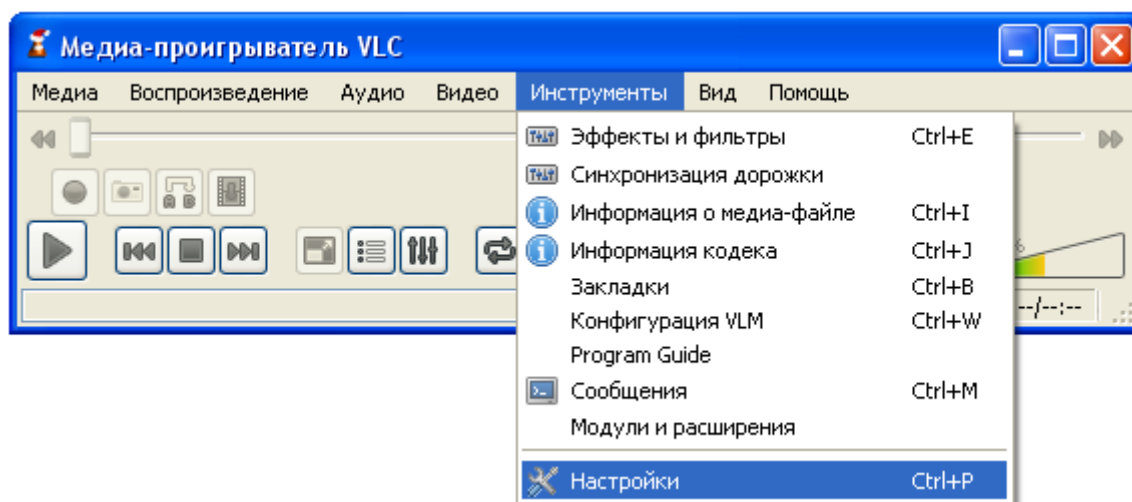 Медиа-проигрыватель VLC
Медиа Воспроизведение Аудио Видео Инструменты Вид Помощь
Эффекты и фильтры Ctrl+E
Синхронизация дорожки
Информация о медиа-файле Ctrl+I
Информация кодека Ctrl+J
Закладки Ctrl+B
Конфигурация VLM Ctrl+W
--/--:--
Program Guide
Сообщения Ctrl+M
Модули и расширения
Настройки Ctrl+P